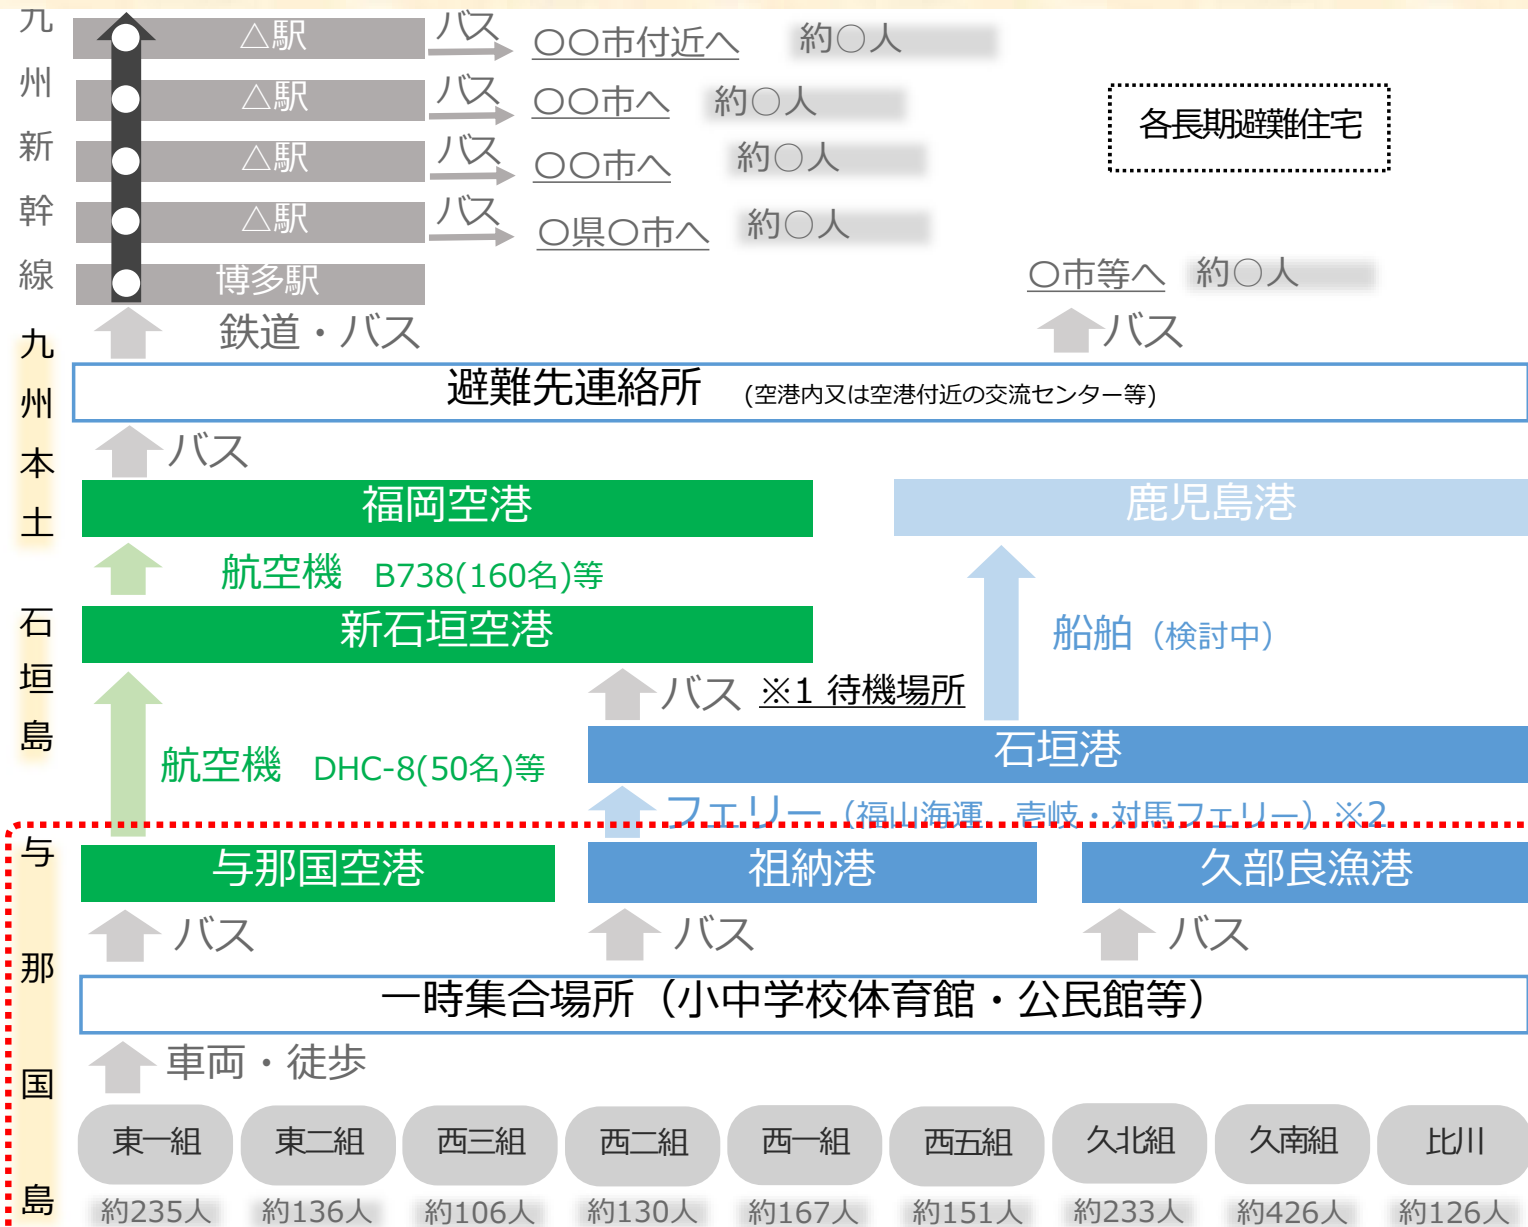 九州新幹線
△駅 バス 〇〇市付近へ 約○人
△駅 バス 〇〇市へ 約○人
△駅 バス 〇〇市へ 約○人
△駅 バス 〇県〇市へ 約○人
博多駅
各長期避難住宅
〇市等へ 約○人
鉄道・バス
バス
九州本土
避難先連絡所 (空港内又は空港付近の交流センター等)
バス
福岡空港
鹿児島港
航空機 B738(160名)等
石垣島
新石垣空港
船舶（検討中）
バス ※1 待機場所
石垣港
航空機 DHC-8(50名)等
フェリー（福山海運 壱岐・対馬フェリー）※2
与那国島
与那国空港 祖納港 久部良漁港
バス バス バス
一時集合場所（小中学校体育館・公民館等）
車両・徒歩
東一組 東二組 西三組 西二組 西一組 西五組 久北組 久南組 比川
約235人 約136人 約106人 約130人 約167人 約151人 約233人 約426人 約126人